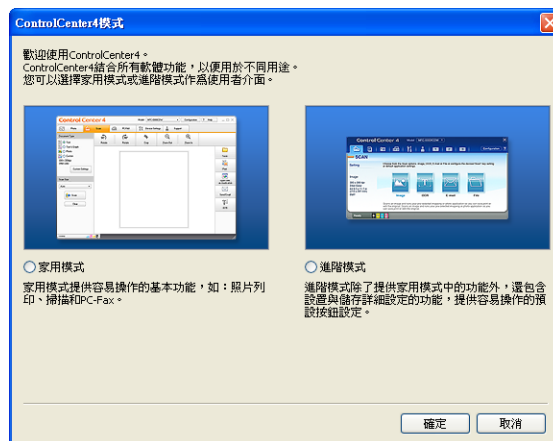 ControlCenter4模式
歡迎使用ControlCenter4。
ControlCenter4結合所有軟體功能，以便用於不同用途。
您可以選擇家用模式或進階模式作為使用者介面。
Control Center 4
Control Center 4
SCAN
家用模式
進階模式
家用模式提供容易操作的基本功能，如：照片列
印、掃描和PC-Fax。
進階模式除了提供家用模式中的功能外，還包含
設置與儲存詳細設定的功能，提供容易操作的預
設按鈕設定。
確定
取消